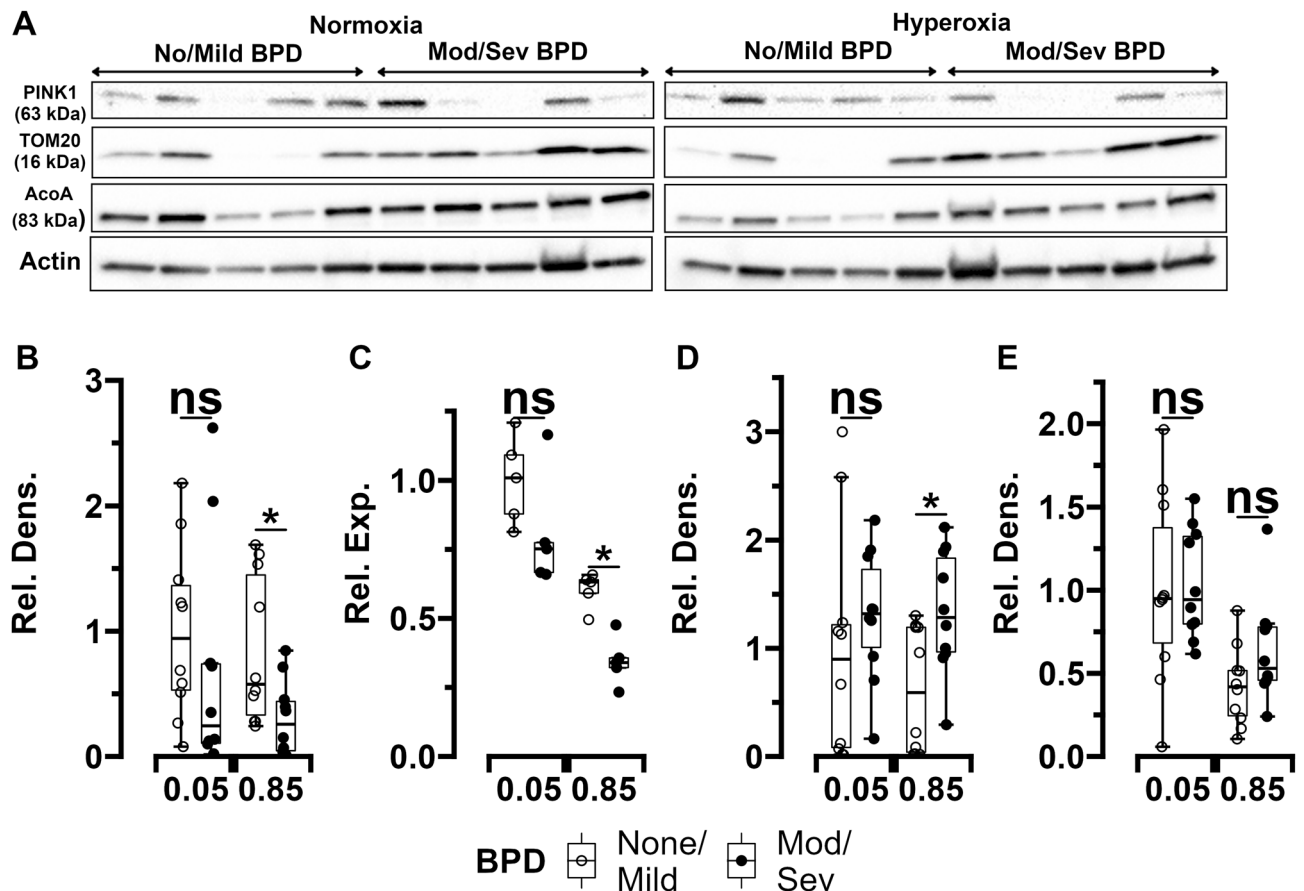 A
Normoxia
Hyperoxia
No/Mild BPD
Mod/Sev BPD
No/Mild BPD
Mod/Sev BPD
PINK1
(63 kDa)
TOM20
(16 kDa)
AcoA
(83 kDa)
Actin
B
Rel. Dens.
3
2
1
0
ns
*
0.05 0.85
C
Rel. Exp.
1.0
0.5
0.0
ns
*
0.05 0.85
D
Rel. Dens.
3
2
1
0
ns
*
0.05 0.85
E
Rel. Dens.
2.0
1.5
1.0
0.5
0.0
ns
ns
0.05 0.85
BPD
None/
Mild
Mod/
Sev